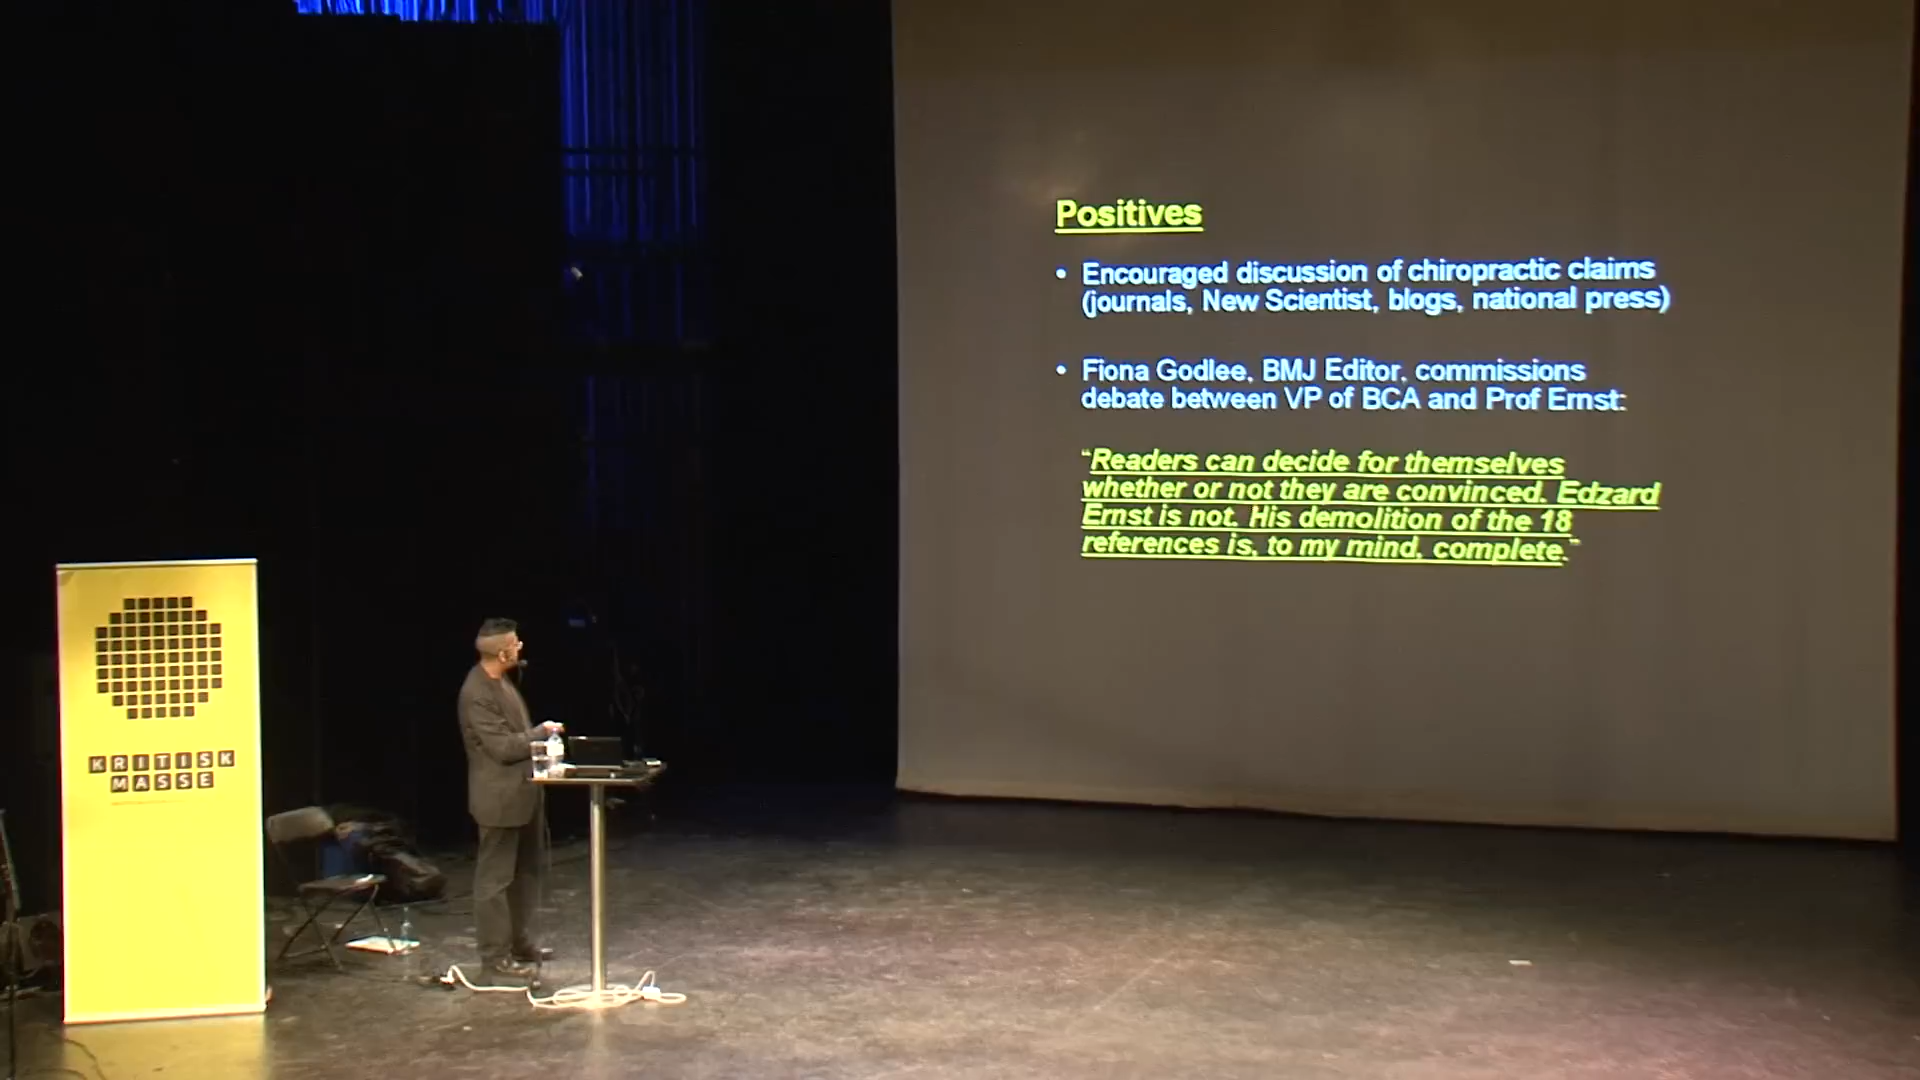 Positives
• Encouraged discussion of chiropractic claims
(journals, New Scientist, blogs, national press)
• Fiona Godlee, BMJ Editor, commissions
debate between VP of BCA and Prof Ernst:
“Readers can decide for themselves
whether or not they are convinced. Edzard
Ernst is not. His demolition of the 18
references is, to my mind, complete.”
KRITISK
MASSE